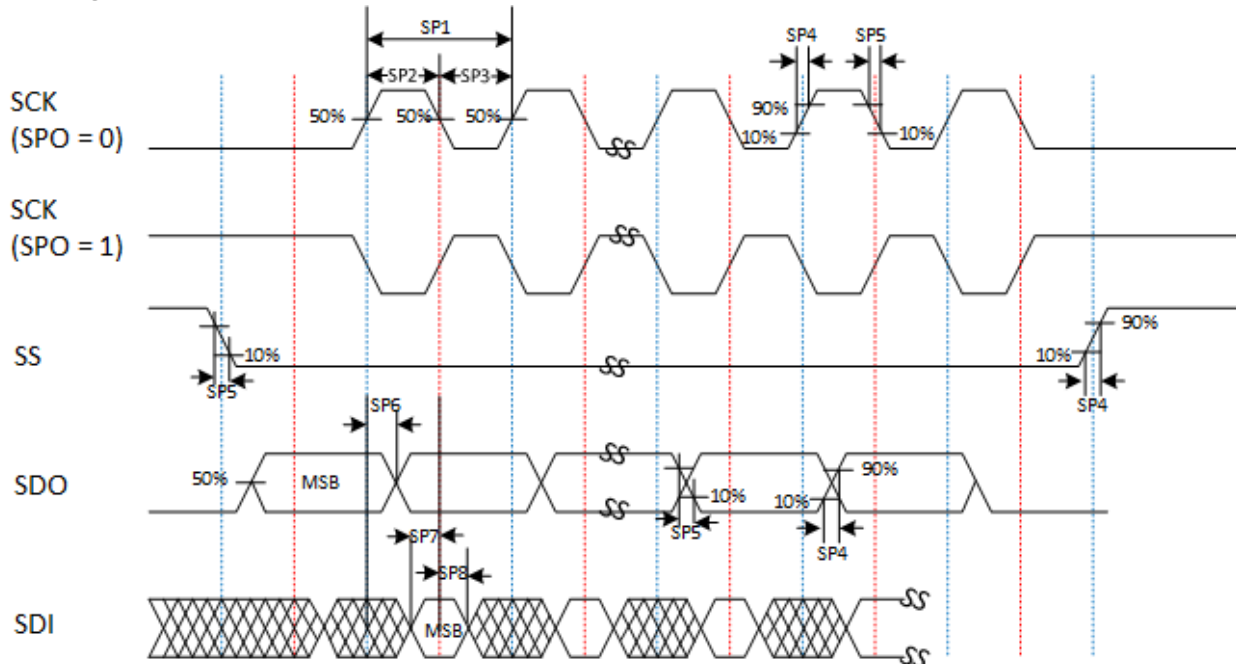 SP1
SP4 SP5
SP2 SP3
SCK
(SPO = 0)
50% 50% 50% 90% 10% 10%
SCK
(SPO = 1)
SS
10% 10% 90%
SP5 SP4
SP6
SDO
50% MSB 10% 10% 90%
SP5 SP4
SP7
SP8
SDI
MSB